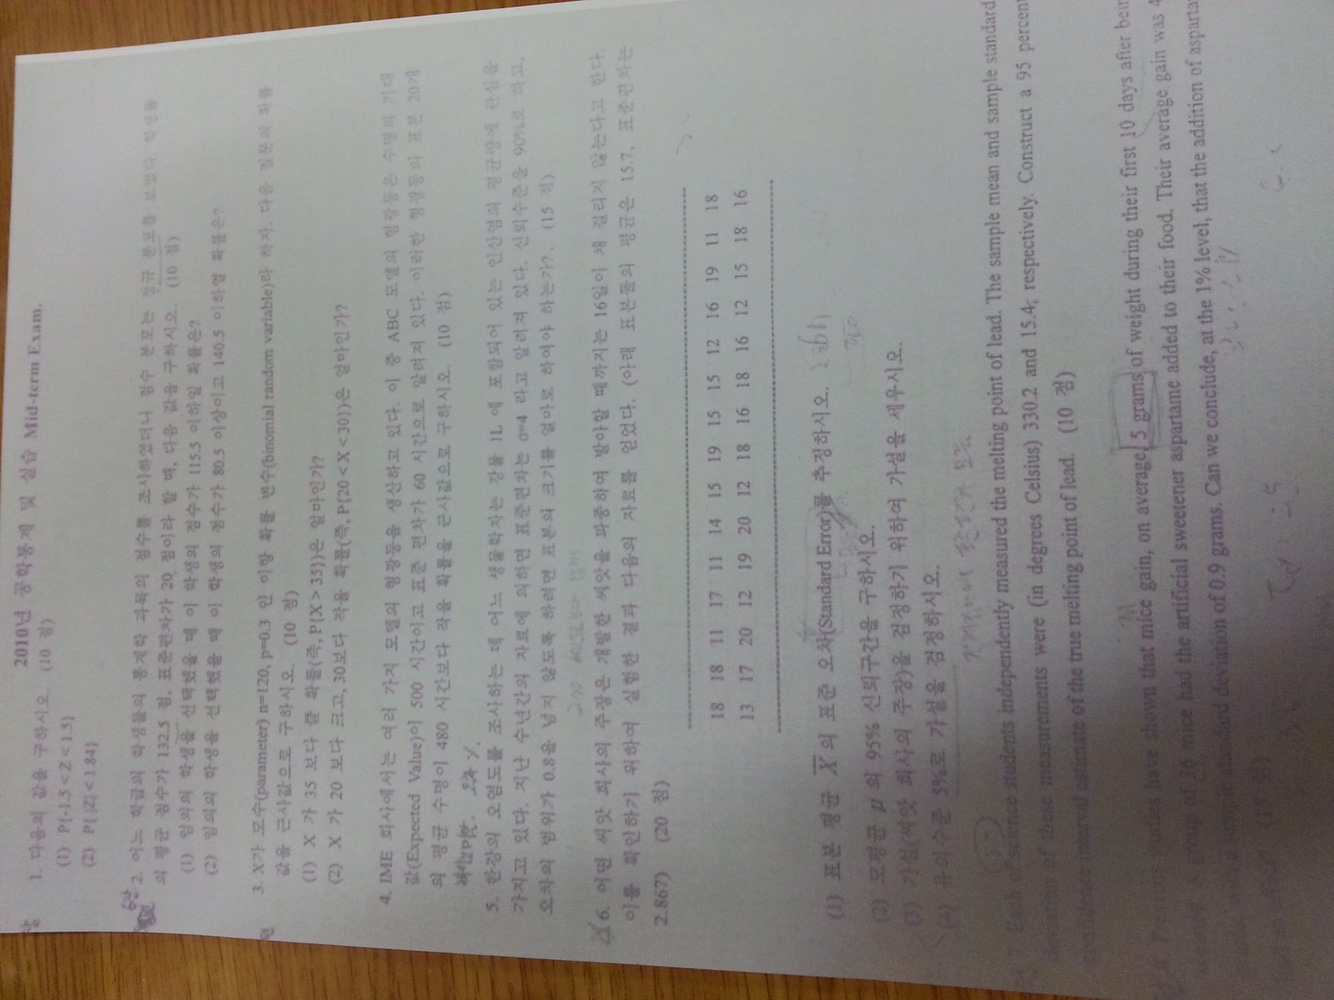 2010년 공학통계 및 실습 Mid-term Exam.
1. 다음의 값을 구하시오. (10 점)
(1) P{-1.5 < Z < 1.5}
(2) P{ |Z| < 1.84}
2. 어느 학급의 학생들의 통계학 과목의 점수를 조사하였더니 점수 분포는 정규 분포를 보였다. 학생들
의 평균 점수가 132.5 점, 표준편차가 20 점이라 할 때, 다음 값을 구하시오. (10 점)
(1) 임의의 학생을 선택했을 때 이 학생의 점수가 115.5 이하일 확률은?
(2) 임의의 학생을 선택했을 때 이 학생의 점수가 80.5 이상이고 140.5 이하일 확률은?
3. X가 모수(parameter) n=120, p=0.3 인 이항 확률 변수(binomial random variable)라 하자. 다음 질문의 확률
값을 근사값으로 구하시오. (10 점)
(1) X 가 35 보다 클 확률(즉, P{X > 35})은 얼마인가?
(2) X 가 20 보다 크고, 30보다 작을 확률(즉, P{20 < X < 30})은 얼마인가?
4. IME 회사에서는 여러 가지 모델의 형광등을 생산하고 있다. 이 중 ABC 모델의 형광등은 수명의 기대
값(Expected Value)이 500 시간이고 표준 편차가 60 시간으로 알려져 있다. 이러한 형광등의 표본 20개
의 평균 수명이 480 시간보다 작을 확률을 근사값으로 구하시오. (10 점)
5. 한강의 오염도를 조사하는 데 어느 생물학자는 강물 1L 에 포함되어 있는 인산염의 평균량에 관심을
가지고 있다. 지난 수년간의 자료에 의하면 표준편차는 σ=4 라고 알려져 있다. 신뢰수준을 90%로 하고,
오차의 범위가 0.8을 넘지 않도록 하려면 표본의 크기를 얼마로 하여야 하는가?. (15 점)
6. 어떤 씨앗 회사의 주장은 개발한 씨앗을 파종하여 발아할 때까지는 16일이 채 걸리지 않는다고 한다.
이를 확인하기 위하여 실험한 결과 다음의 자료를 얻었다. (아래 표본들의 평균은 15.7, 표준편차는
2.867) (20 점)
18 18 11 17 11 14 15 19 15 15 12 16 19 11 18
13 17 20 12 19 20 12 18 16 18 16 12 15 18 16
(1) 표본 평균 X̄ 의 표준 오차(Standard Error)를 추정하시오.
(2) 모평균 μ 의 95% 신뢰구간을 구하시오.
(3) 가설(씨앗 회사의 주장)을 검정하기 위하여 가설을 세우시오.
(4) 유의수준 5%로 가설을 검정하시오.
7. Each of science students independently measured the melting point of lead. The sample mean and sample standard
deviation of these measurements were (in degrees Celsius) 330.2 and 15.4, respectively. Construct a 95 percent
confidence interval estimate of the true melting point of lead. (10 점)
8. Previous studies have shown that mice gain, on average, 5 grams of weight during their first 10 days after
weaned. A group of 36 mice had the artificial sweetener aspartame added to their food. Their average gain was
with a sample standard deviation of 0.9 grams. Can we conclude, at the 1% level, that the addition of
had an effect? (15 점)